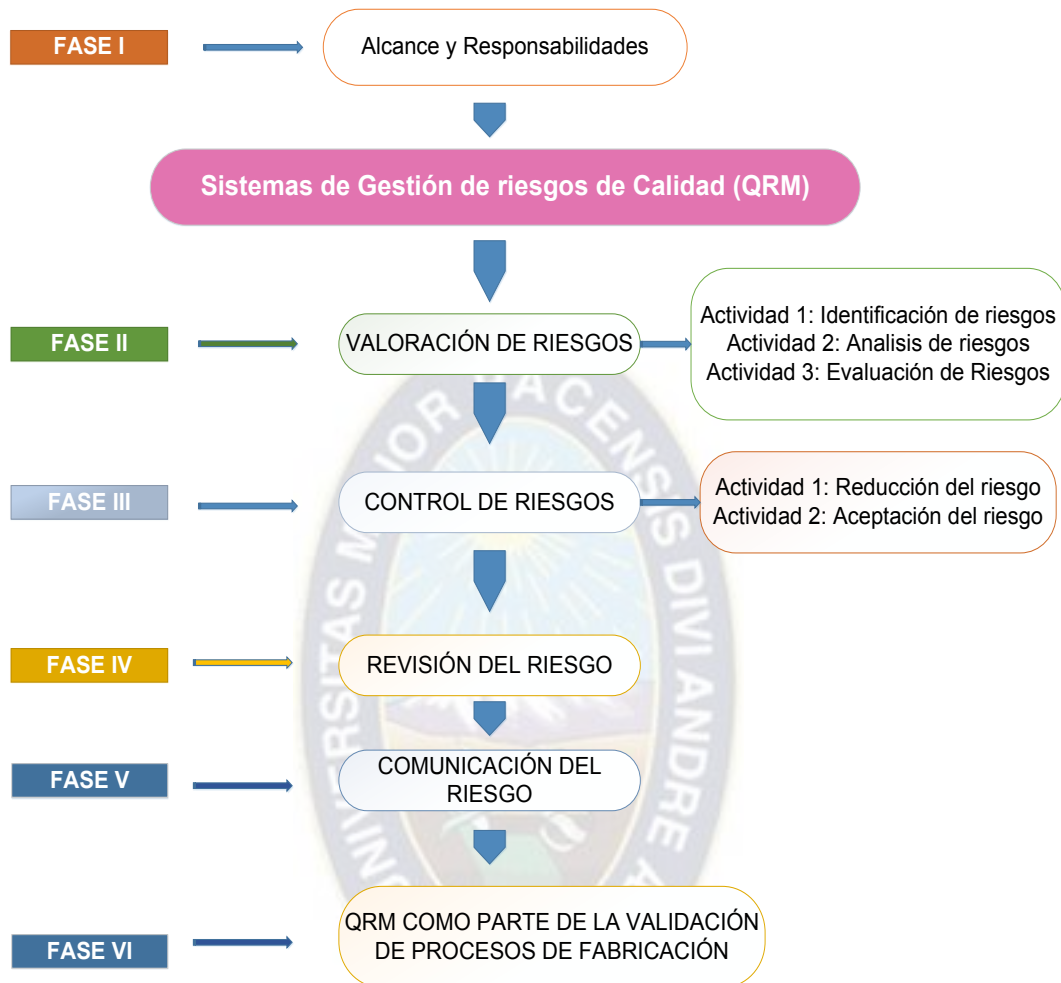 FASE I
Alcance y Responsabilidades
Sistemas de Gestión de riesgos de Calidad (QRM)
FASE II
VALORACIÓN DE RIESGOS
Actividad 1: Identificación de riesgos
Actividad 2: Analisis de riesgos
Actividad 3: Evaluación de Riesgos
FASE III
CONTROL DE RIESGOS
Actividad 1: Reducción del riesgo
Actividad 2: Aceptación del riesgo
FASE IV
REVISIÓN DEL RIESGO
FASE V
COMUNICACIÓN DEL
RIESGO
FASE VI
QRM COMO PARTE DE LA VALIDACIÓN
DE PROCESOS DE FABRICACIÓN
DIVI ANDRE